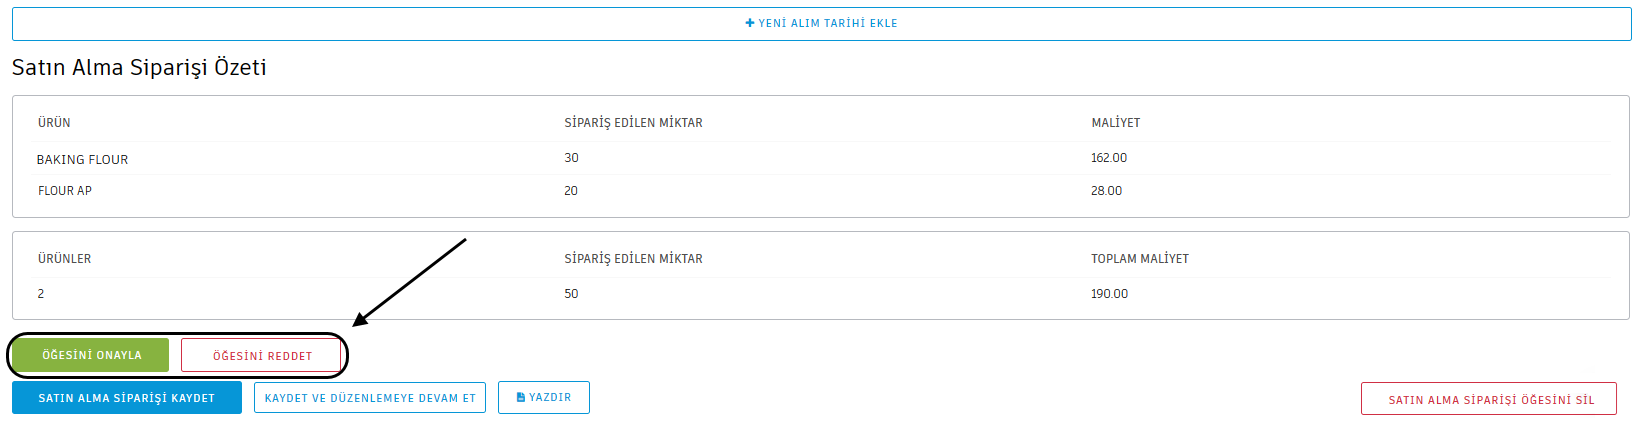 YENİ ALIM TARİHİ EKLE
Satın Alma Siparişi Özeti
ÜRÜN SİPARİŞ EDİLEN MİKTAR MALİYET
BAKING FLOUR 30 162.00
FLOUR AP 20 28.00
ÜRÜNLER SİPARİŞ EDİLEN MİKTAR TOPLAM MALİYET
2 50 190.00
ÖĞESİNİ ONAYLA ÖĞESİNİ REDDET
SATIN ALMA SİPARİŞİ KAYDET KAYDET VE DÜZENLEMEYE DEVAM ET YAZDIR SATIN ALMA SİPARİŞİ ÖĞESİNİ SİL